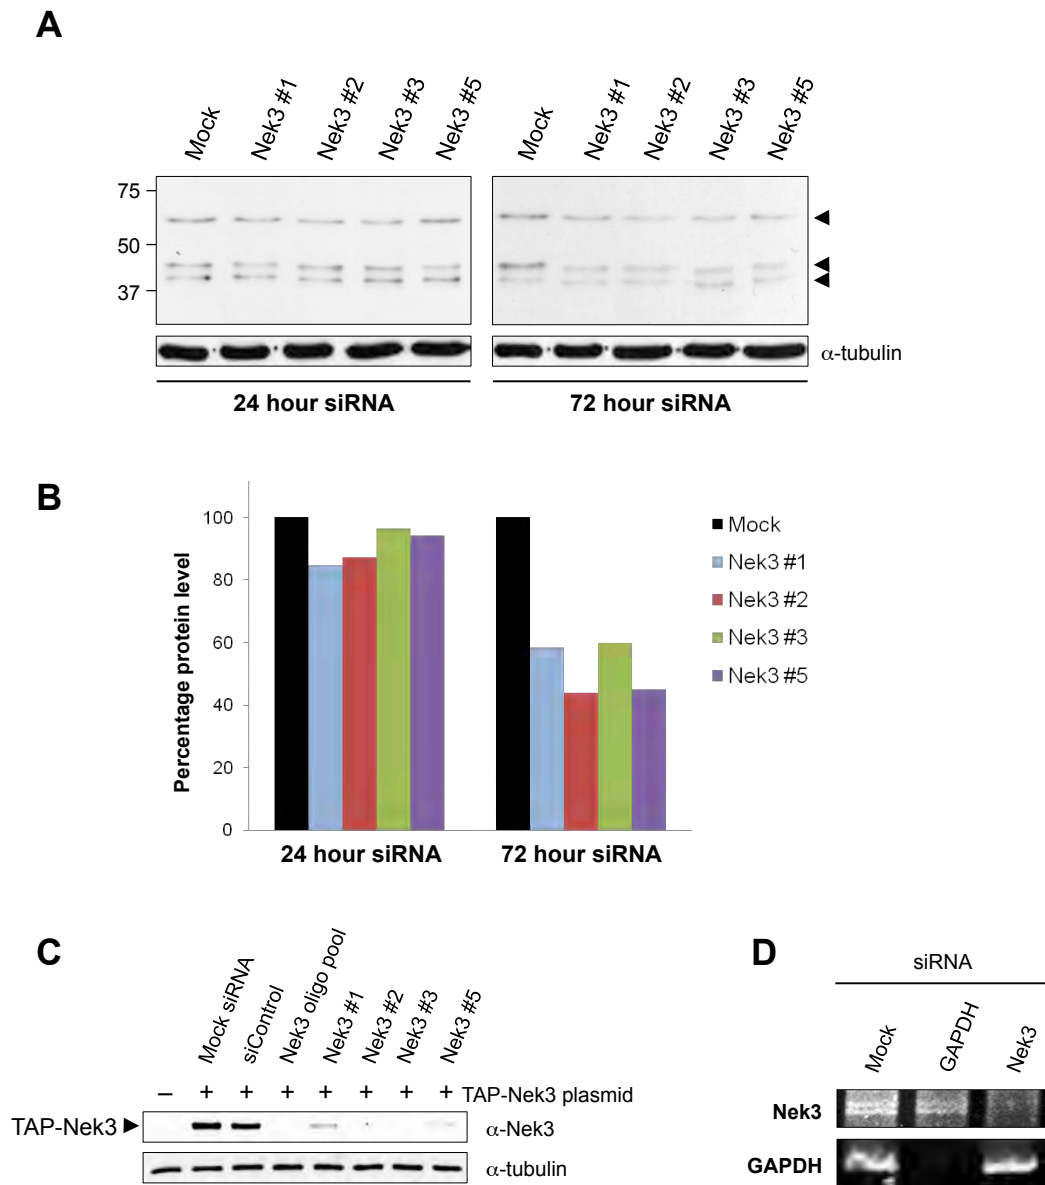 A
Mock
Nek3 #1
Nek3 #2
Nek3 #3
Nek3 #5
Mock
Nek3 #1
Nek3 #2
Nek3 #3
Nek3 #5
75
50
37
α-tubulin
24 hour siRNA
72 hour siRNA
B
Percentage protein level
100
80
60
40
20
0
24 hour siRNA
72 hour siRNA
Mock
Nek3 #1
Nek3 #2
Nek3 #3
Nek3 #5
C
Mock siRNA
siControl
Nek3 oligo pool
Nek3 #1
Nek3 #2
Nek3 #3
Nek3 #5
– + + + + + + + TAP-Nek3 plasmid
TAP-Nek3
α-Nek3
α-tubulin
D
siRNA
Mock
GAPDH
Nek3
Nek3
GAPDH